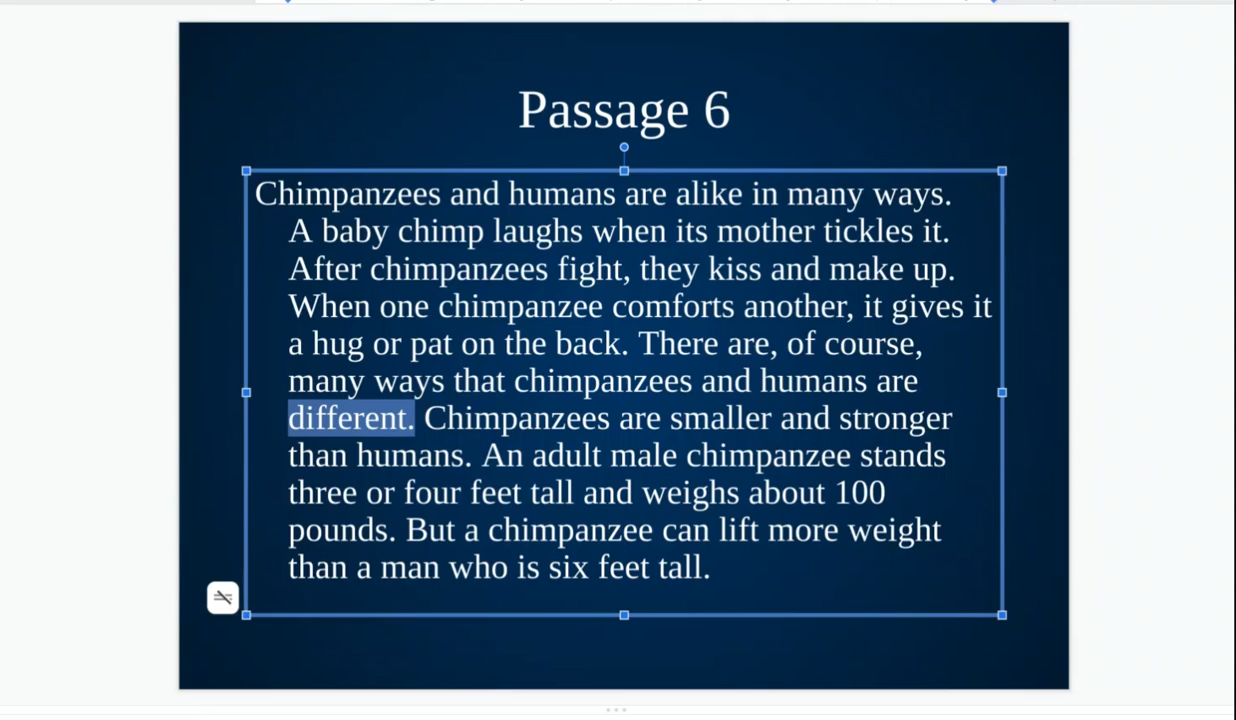 Passage 6
Chimpanzees and humans are alike in many ways.
A baby chimp laughs when its mother tickles it.
After chimpanzees fight, they kiss and make up.
When one chimpanzee comforts another, it gives it
a hug or pat on the back. There are, of course,
many ways that chimpanzees and humans are
different. Chimpanzees are smaller and stronger
than humans. An adult male chimpanzee stands
three or four feet tall and weighs about 100
pounds. But a chimpanzee can lift more weight
than a man who is six feet tall.